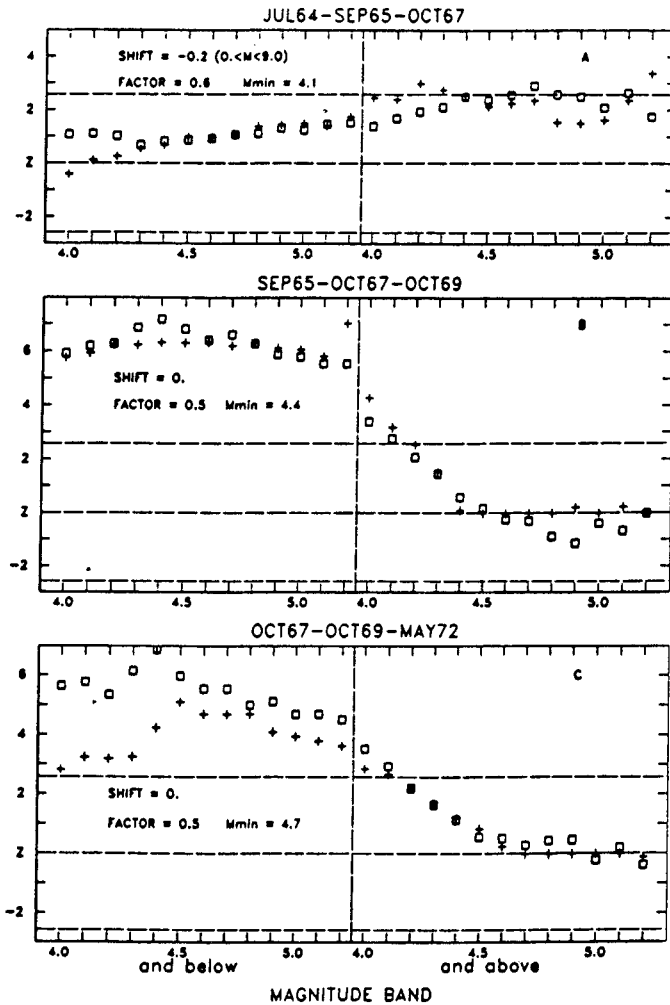 JUL64-SEP65-OCT67
4
SHIFT = -0.2 (0.<M<9.0)
A
FACTOR = 0.6 Mmin = 4.1
2
Z
-2
4.0 4.5 5.0 4.0 4.5 5.0
SEP65-OCT67-OCT69
B
6
4
SHIFT = 0.
FACTOR = 0.5 Mmin = 4.4
2
Z
-2
4.0 4.5 5.0 4.0 4.5 5.0
OCT67-OCT69-MAY72
6
C
4
2
SHIFT = 0.
FACTOR = 0.5 Mmin = 4.7
Z
-2
4.0 4.5 5.0 4.0 4.5 5.0
and below and above
MAGNITUDE BAND